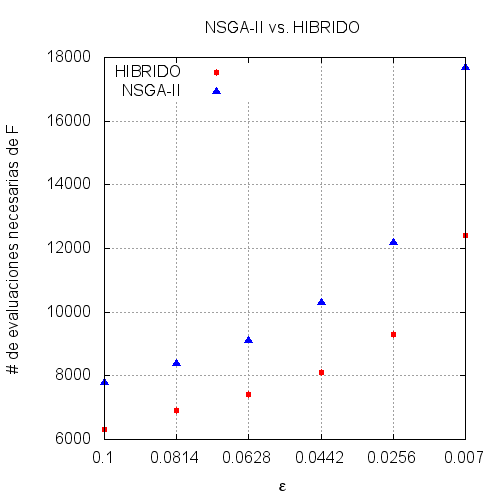 NSGA-II vs. HIBRIDO
HIBRIDO
NSGA-II
# de evaluaciones necesarias de F
18000
16000
14000
12000
10000
8000
6000
0.1 0.0814 0.0628 0.0442 0.0256 0.007
ε